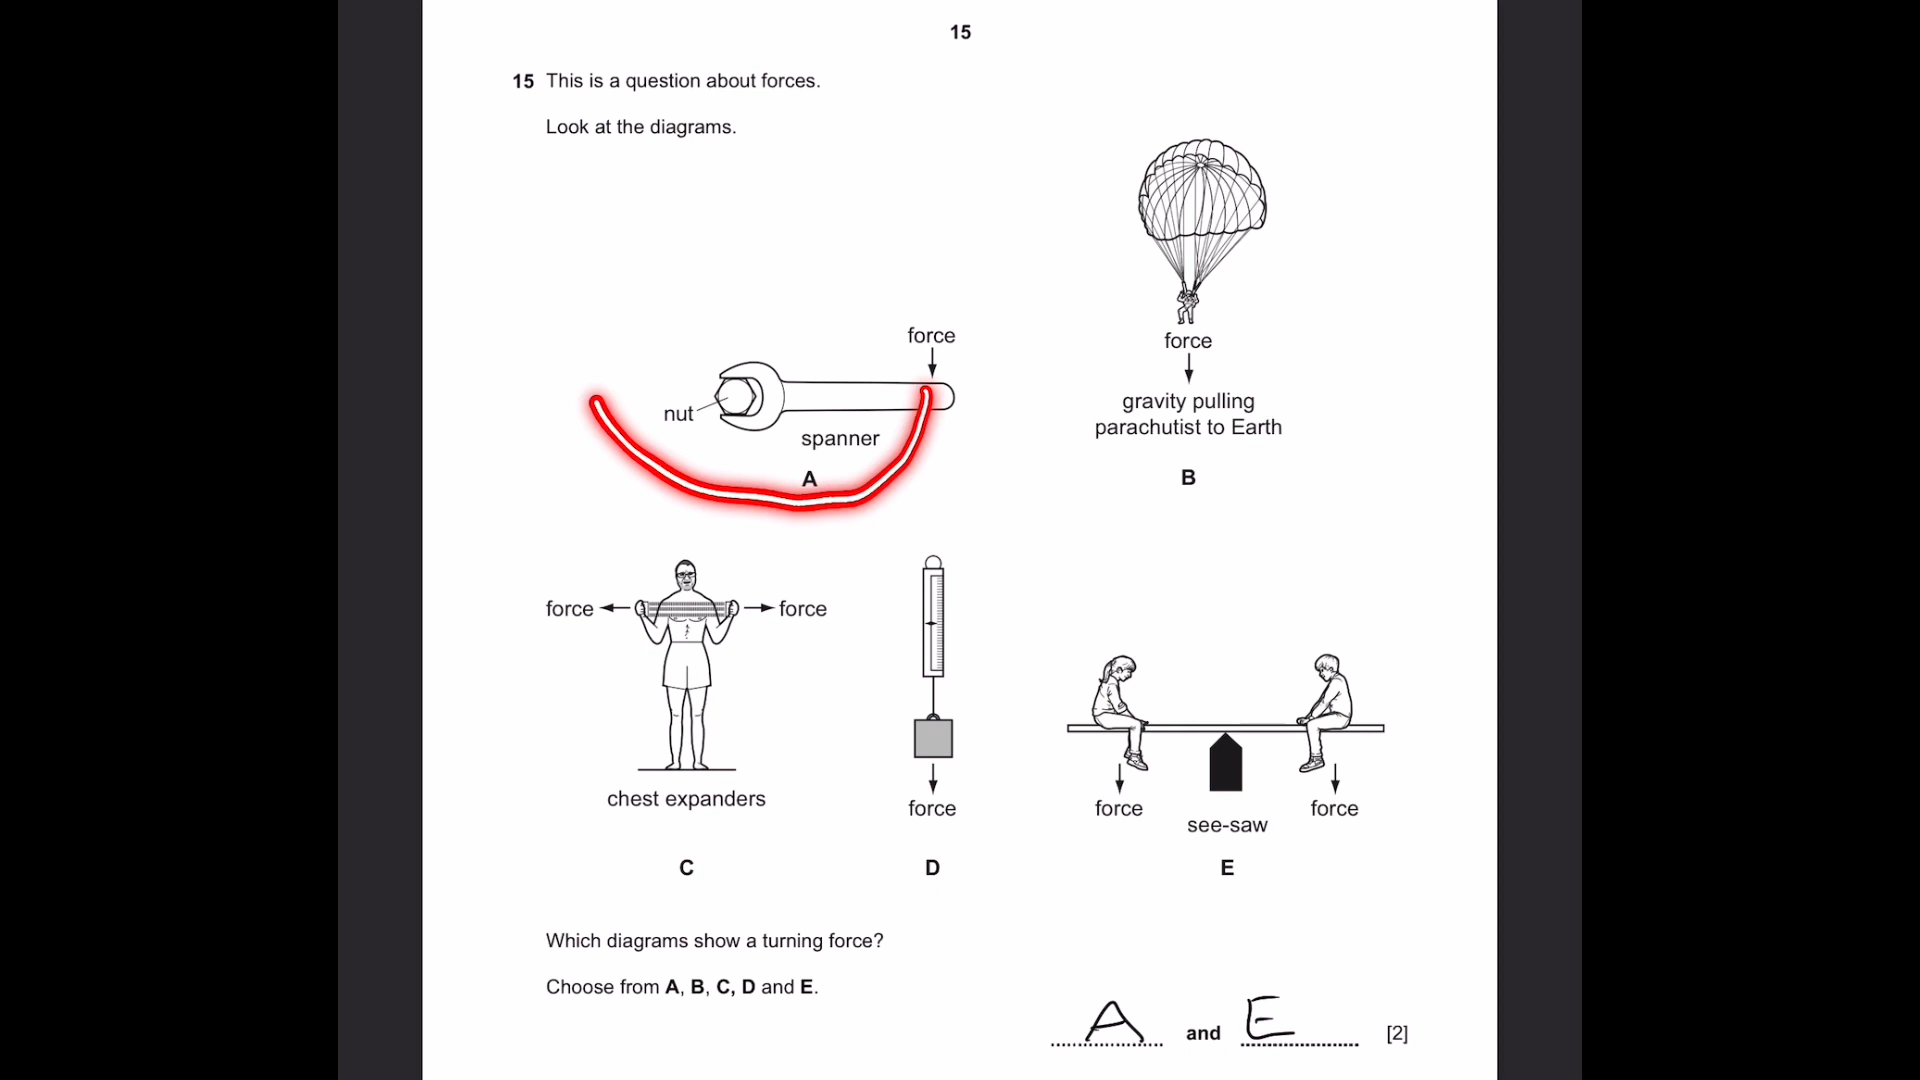 15
15 This is a question about forces.
Look at the diagrams.
force
nut
spanner
A
force
gravity pulling
parachutist to Earth
B
force force
chest expanders
C
force
D
force force
see-saw
E
Which diagrams show a turning force?
Choose from A, B, C, D and E.
A and E [2]